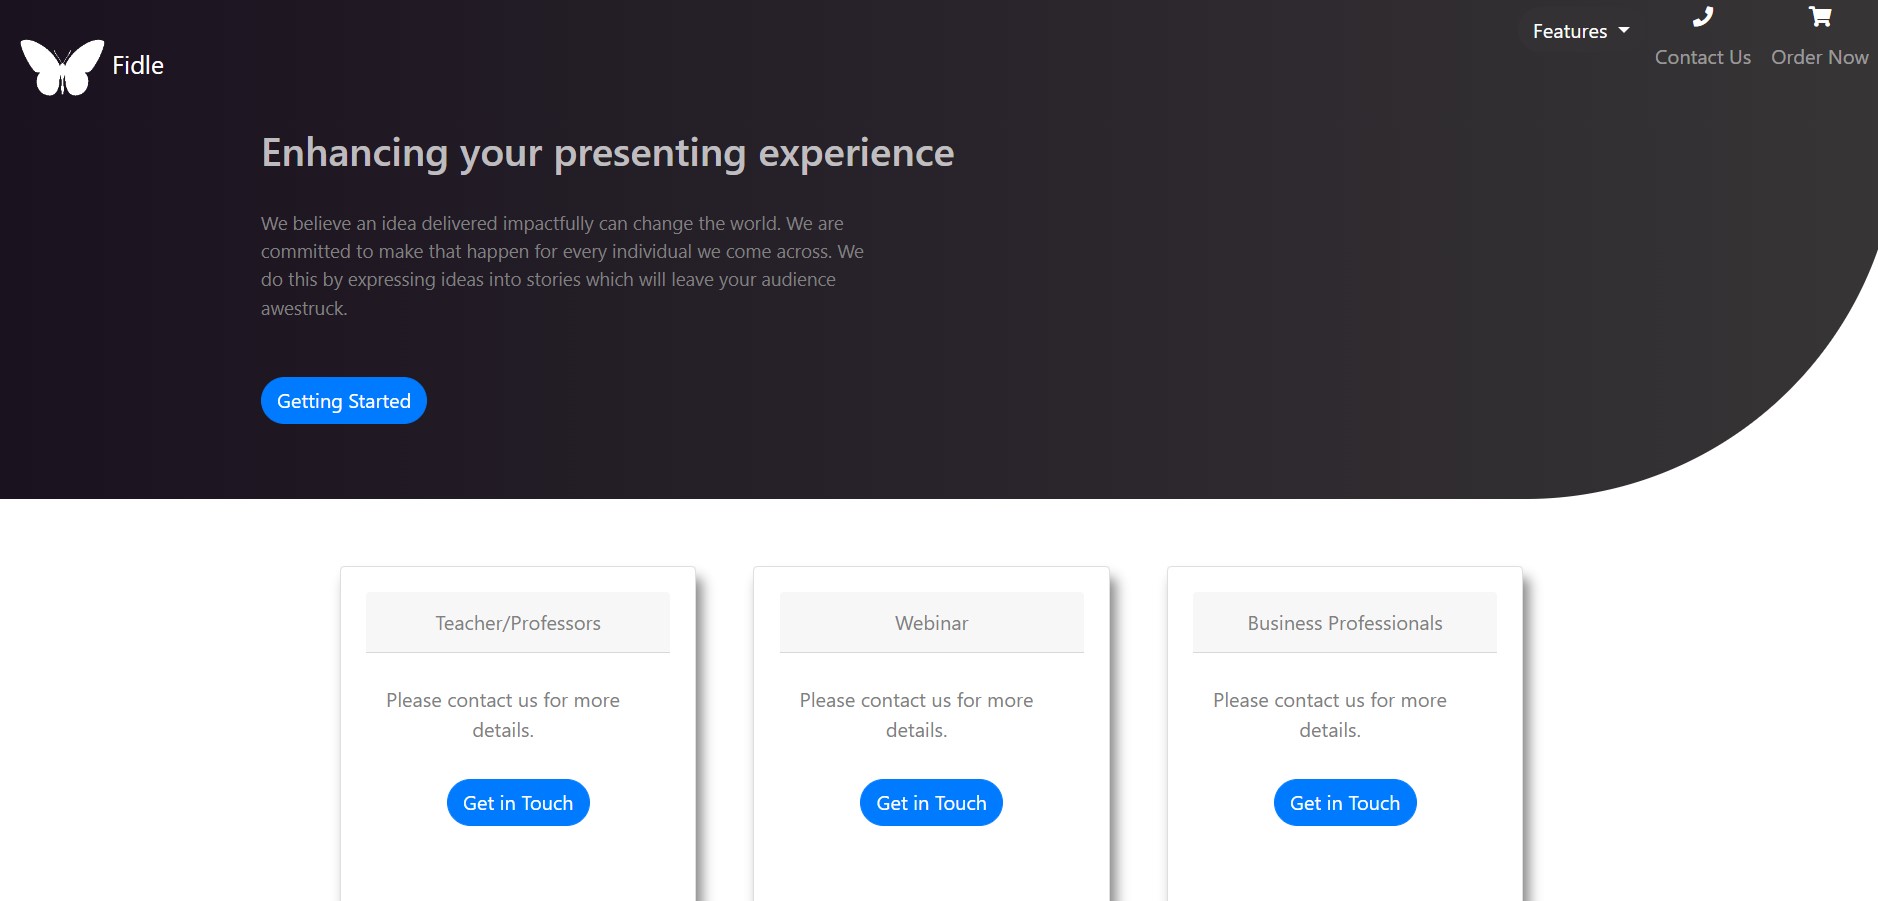 Fidle
Features
Contact Us
Order Now
Enhancing your presenting experience
We believe an idea delivered impactfully can change the world. We are
committed to make that happen for every individual we come across. We
do this by expressing ideas into stories which will leave your audience
awestruck.
Getting Started
Teacher/Professors
Please contact us for more
details.
Get in Touch
Webinar
Please contact us for more
details.
Get in Touch
Business Professionals
Please contact us for more
details.
Get in Touch